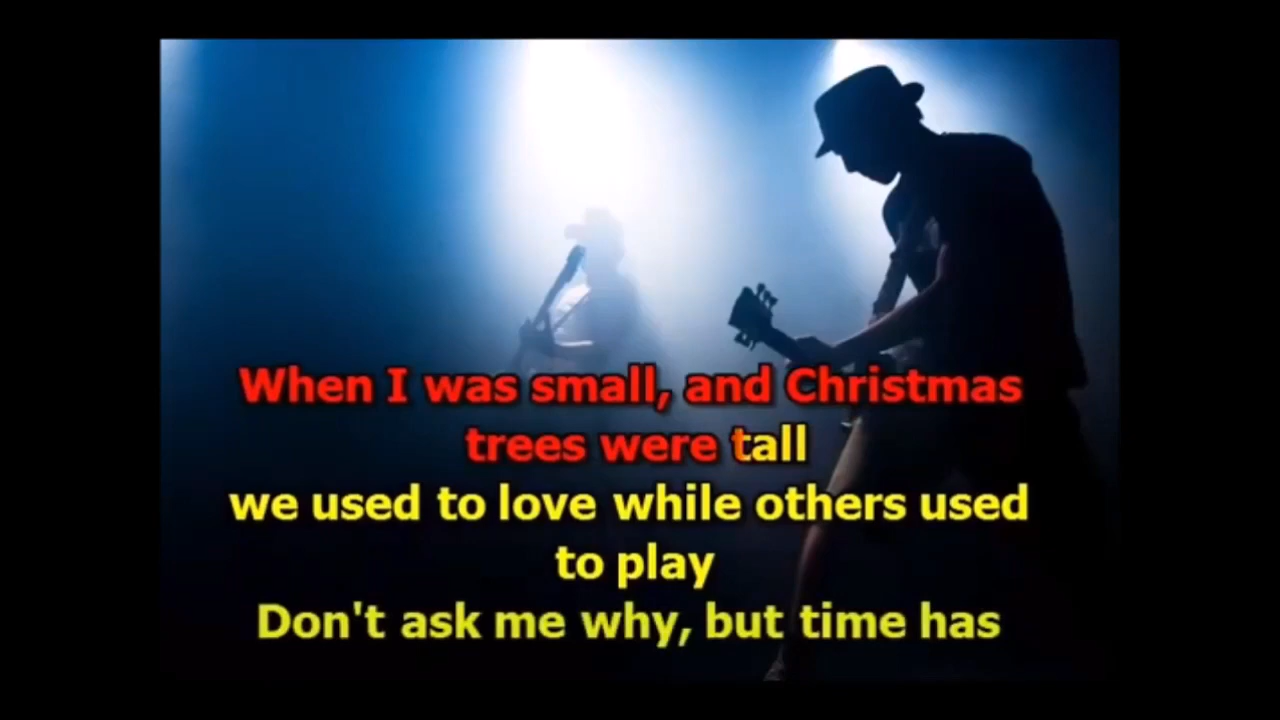 When I was small, and Christmas
trees were tall
we used to love while others used
to play
Don't ask me why, but time has